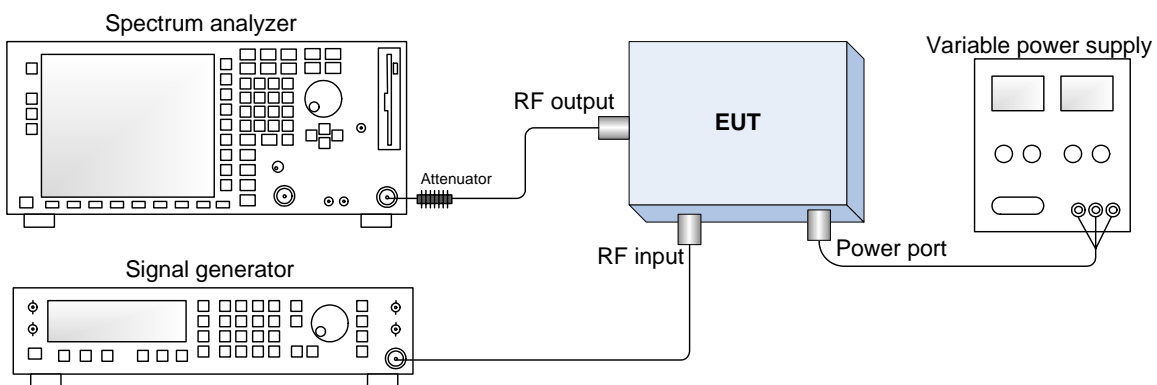 Spectrum analyzer
Variable power supply
RF output
EUT
Attenuator
RF input
Power port
Signal generator